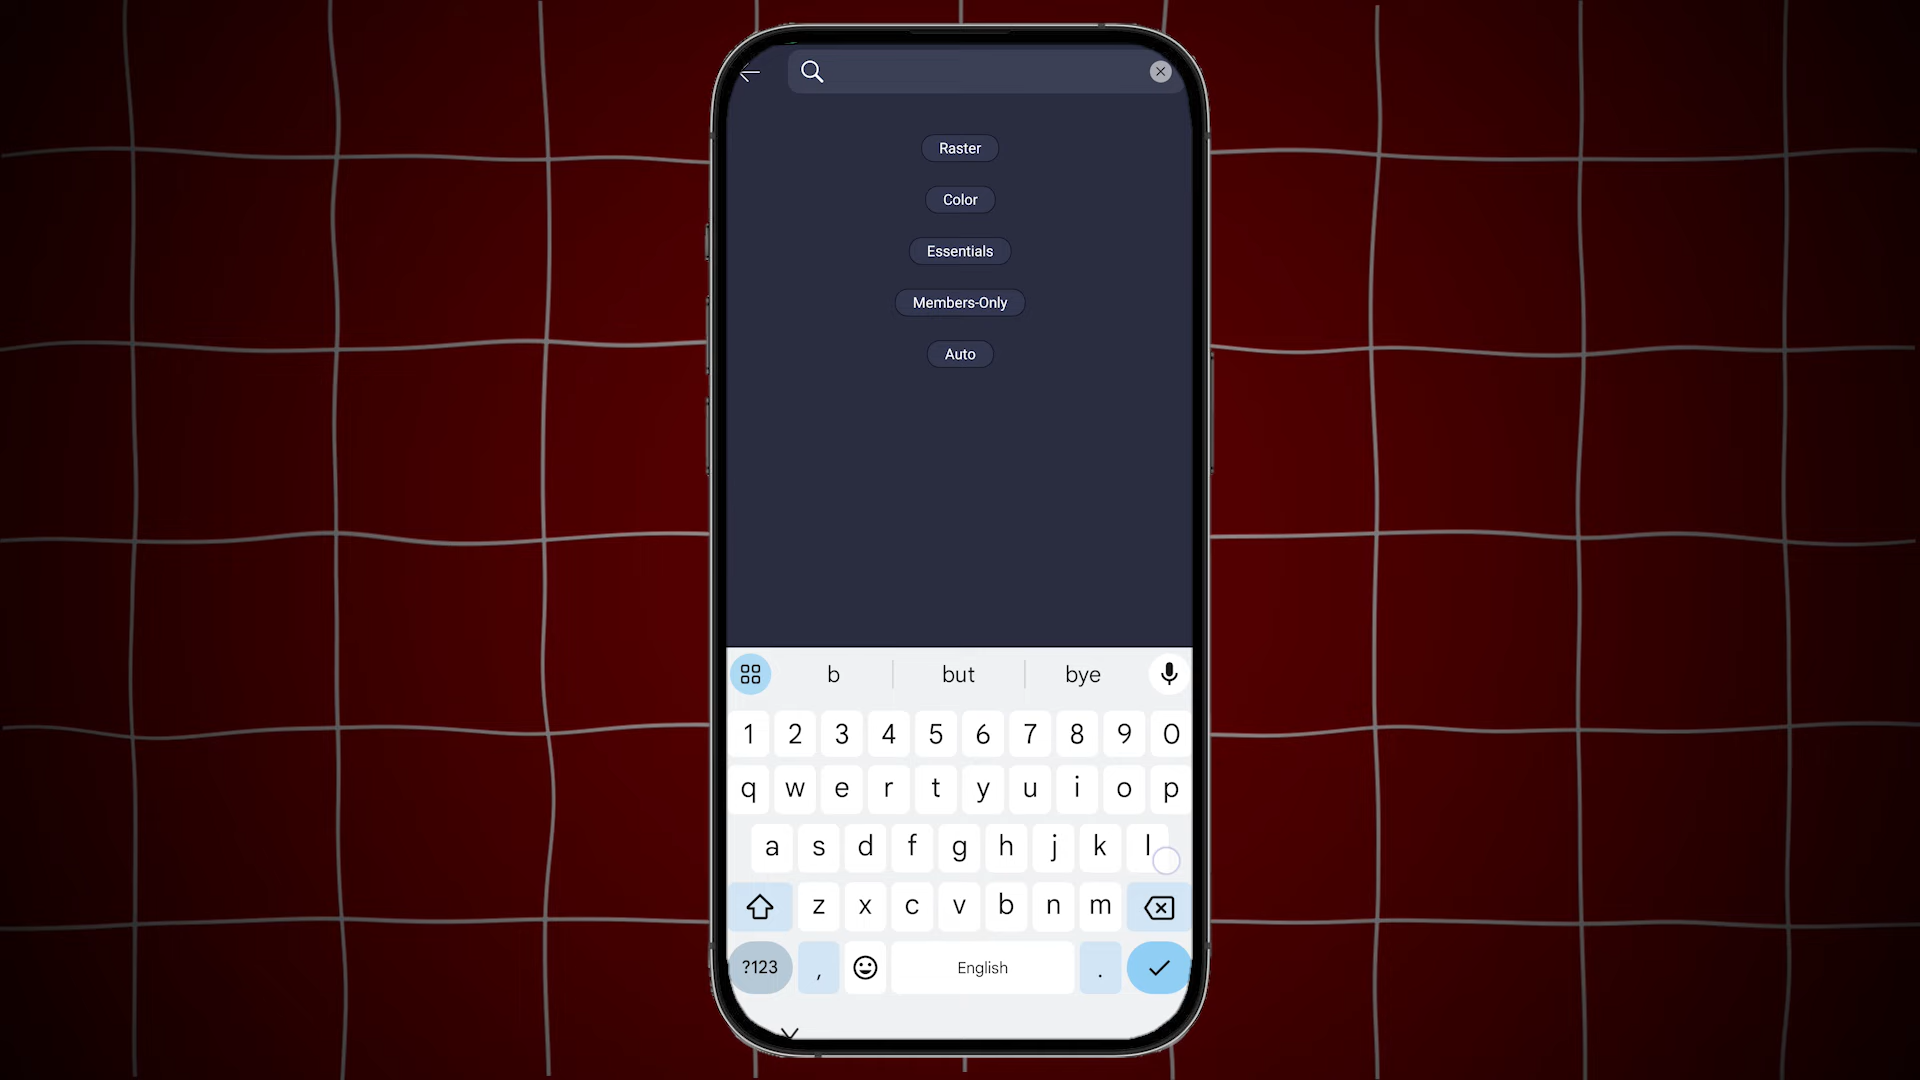 Raster
Color
Essentials
Members-Only
Auto
b but bye
1 2 3 4 5 6 7 8 9 0
q w e r t y u i o p
a s d f g h j k l
z x c v b n m
?123 , English .